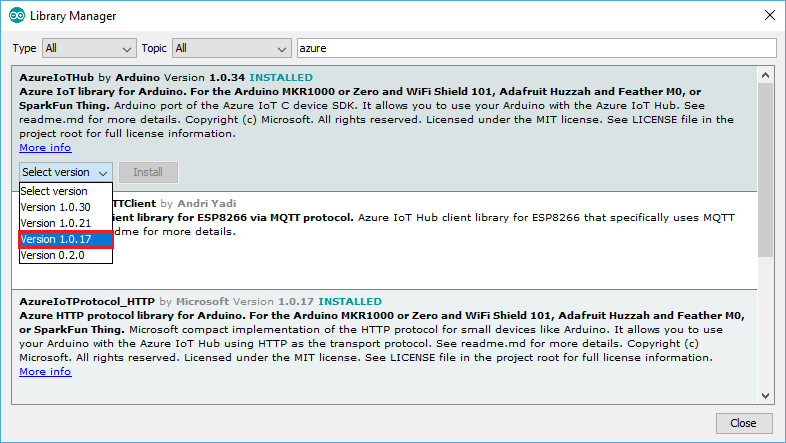 Library Manager
Type All Topic All azure
AzureIoTHub by Arduino Version 1.0.34 INSTALLED
Azure IoT library for Arduino. For the Arduino MKR1000 or Zero and WiFi Shield 101, Adafruit Huzzah and Feather M0, or
SparkFun Thing. Arduino port of the Azure IoT C device SDK. It allows you to use your Arduino with the Azure IoT Hub. See
readme.md for more details. Copyright (c) Microsoft. All rights reserved. Licensed under the MIT license. See LICENSE file in the
project root for full license information.
More info
Select version Install
Select version
Version 1.0.30
Version 1.0.21
Version 1.0.17
Version 0.2.0
TTClient by Andri Yadi
ient library for ESP8266 via MQTT protocol. Azure IoT Hub client library for ESP8266 that specifically uses MQTT
dme for more details.
AzureIoTProtocol_HTTP by Microsoft Version 1.0.17 INSTALLED
Azure HTTP protocol library for Arduino. For the Arduino MKR1000 or Zero and WiFi Shield 101, Adafruit Huzzah and Feather M0,
or SparkFun Thing. Microsoft compact implementation of the HTTP protocol for small devices like Arduino. It allows you to use
your Arduino with the Azure IoT Hub using HTTP as the transport protocol. See readme.md for more details. Copyright (c)
Microsoft. All rights reserved. Licensed under the MIT license. See LICENSE file in the project root for full license information.
More info
Close